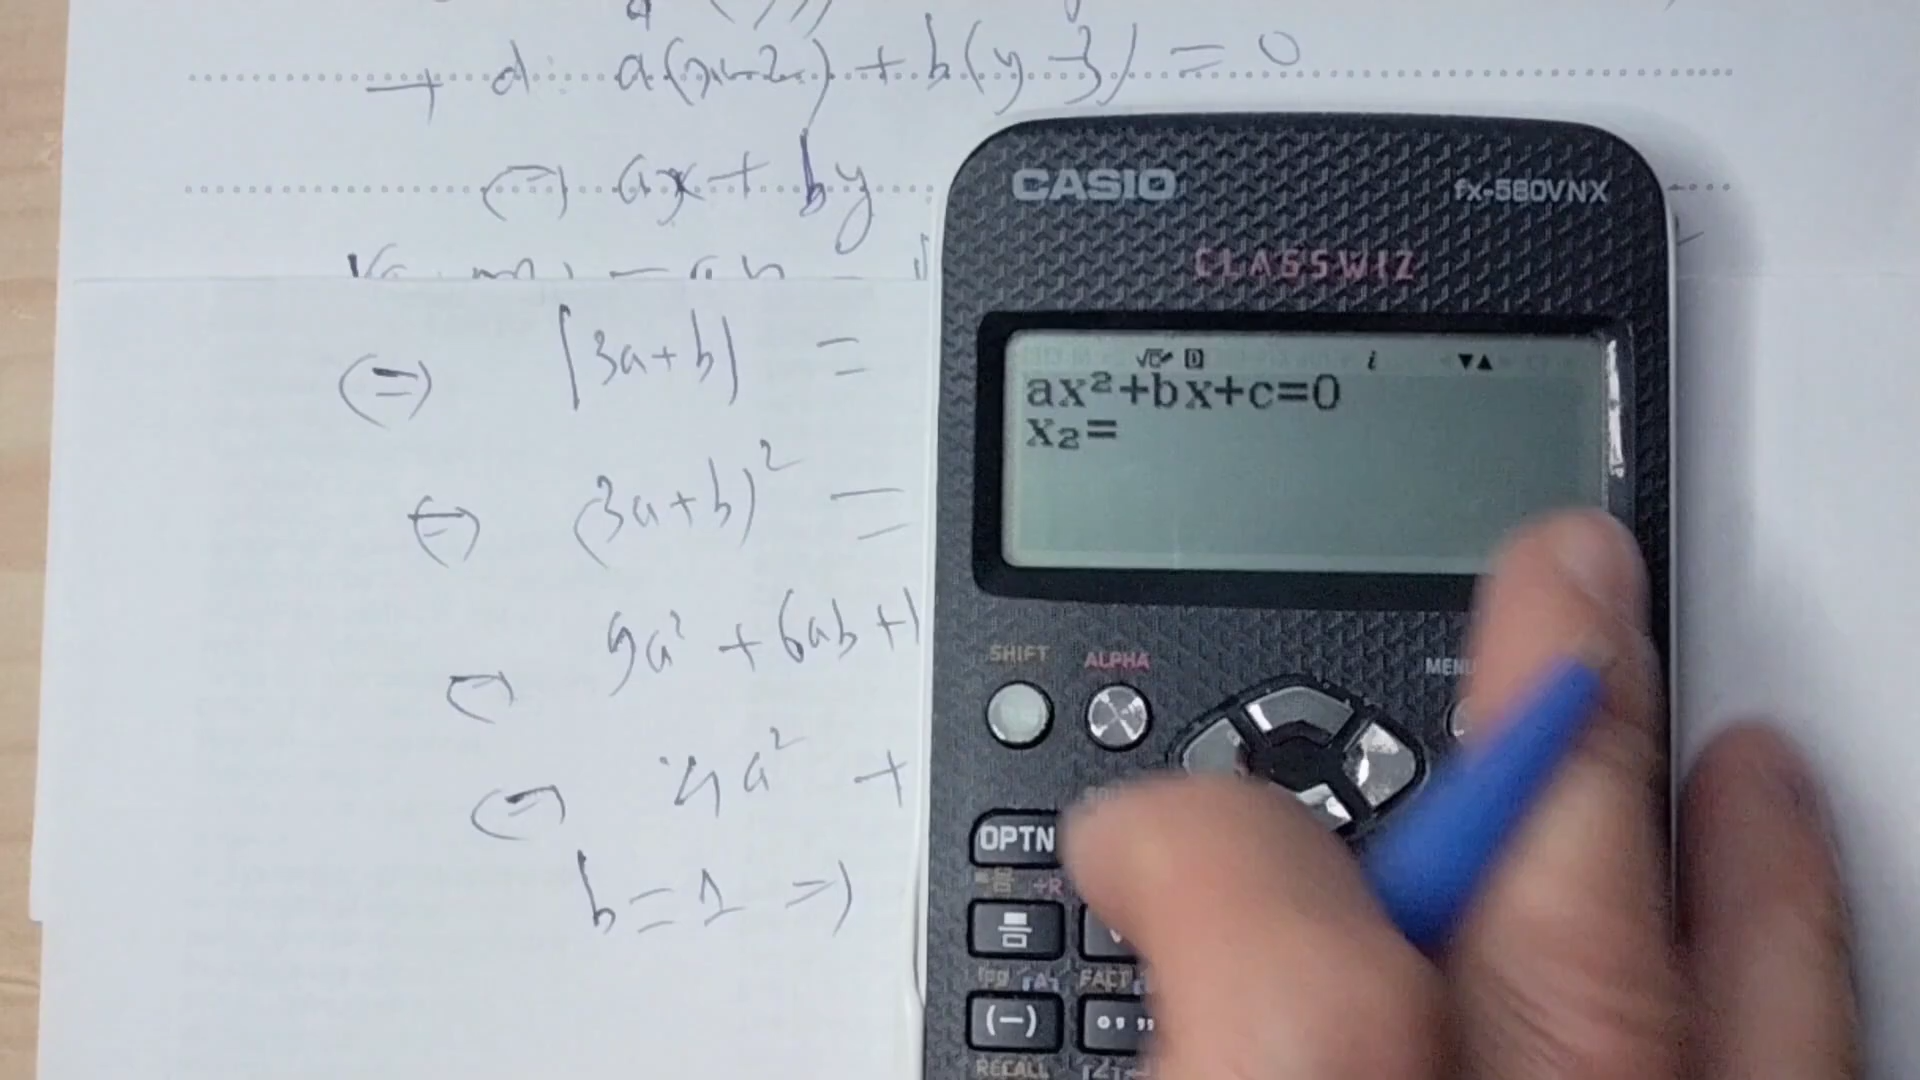 → d: a(x-2) + b(y-3) = 0
⇔ ax + by
⇔ |3a+b| =
⇔ (3a+b)² =
⇔ 9a² + 6ab +
⇔ 4a² +
b = 1 ⇒
CASIO fx-580VNX
CLASSWIZ
√ D i ▼▲
ax²+bx+c=0
x₂=
SHIFT ALPHA MENU
OPTN
÷R
log [A] FACT
(−) ° ' "
RECALL